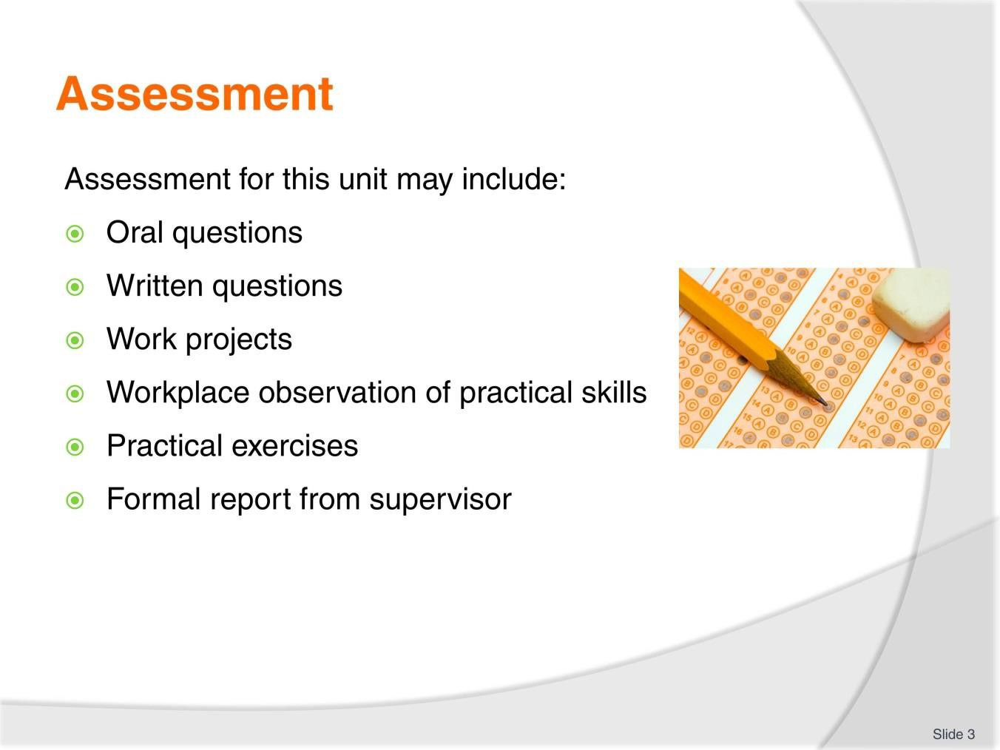 Assessment
Assessment for this unit may include:
Oral questions
Written questions
Work projects
Workplace observation of practical skills
Practical exercises
Formal report from supervisor
Slide 3